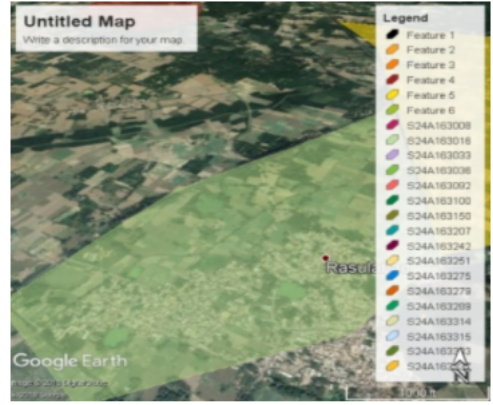 Untitled Map
Write a description for your map
Legend
Feature 1
Feature 2
Feature 3
Feature 4
Feature 5
Feature 6
S24A163008
S24A163016
S24A163033
S24A163036
S24A163092
S24A163100
S24A163150
S24A163207
S24A163242
S24A163251
S24A163275
S24A163279
S24A163314
S24A163315
Google Earth